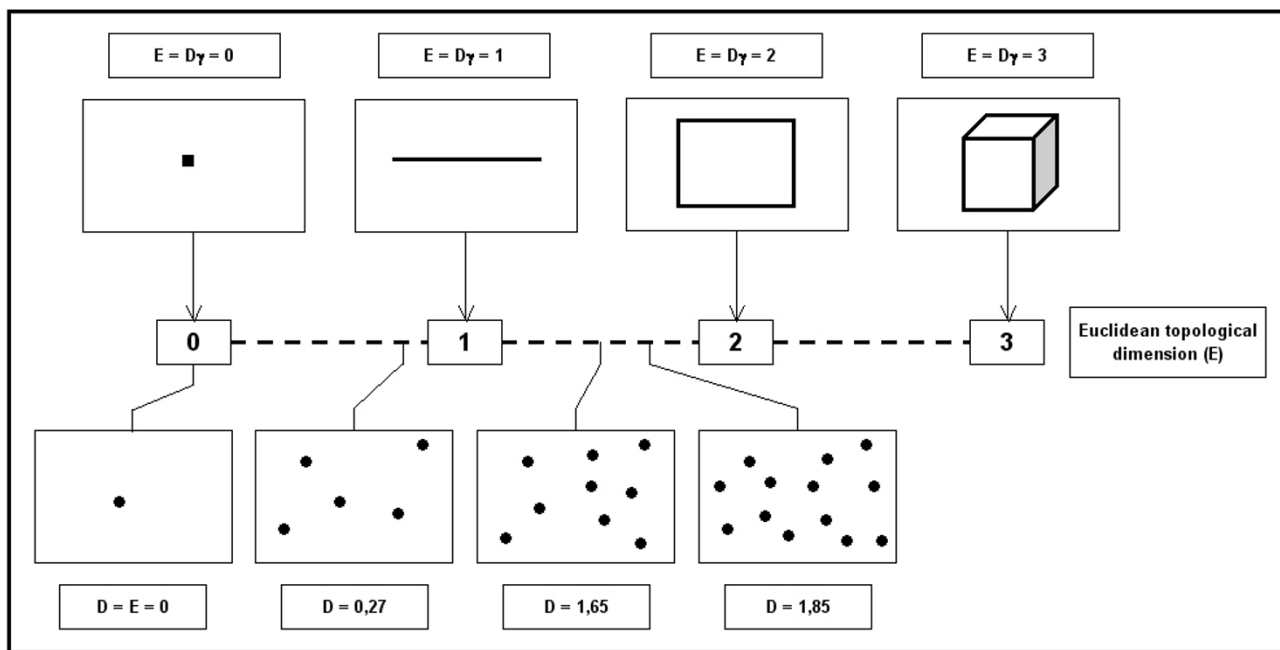 E = Dγ = 0
E = Dγ = 1
E = Dγ = 2
E = Dγ = 3
0
1
2
3
Euclidean topological
dimension (E)
D = E = 0
D = 0,27
D = 1,65
D = 1,85